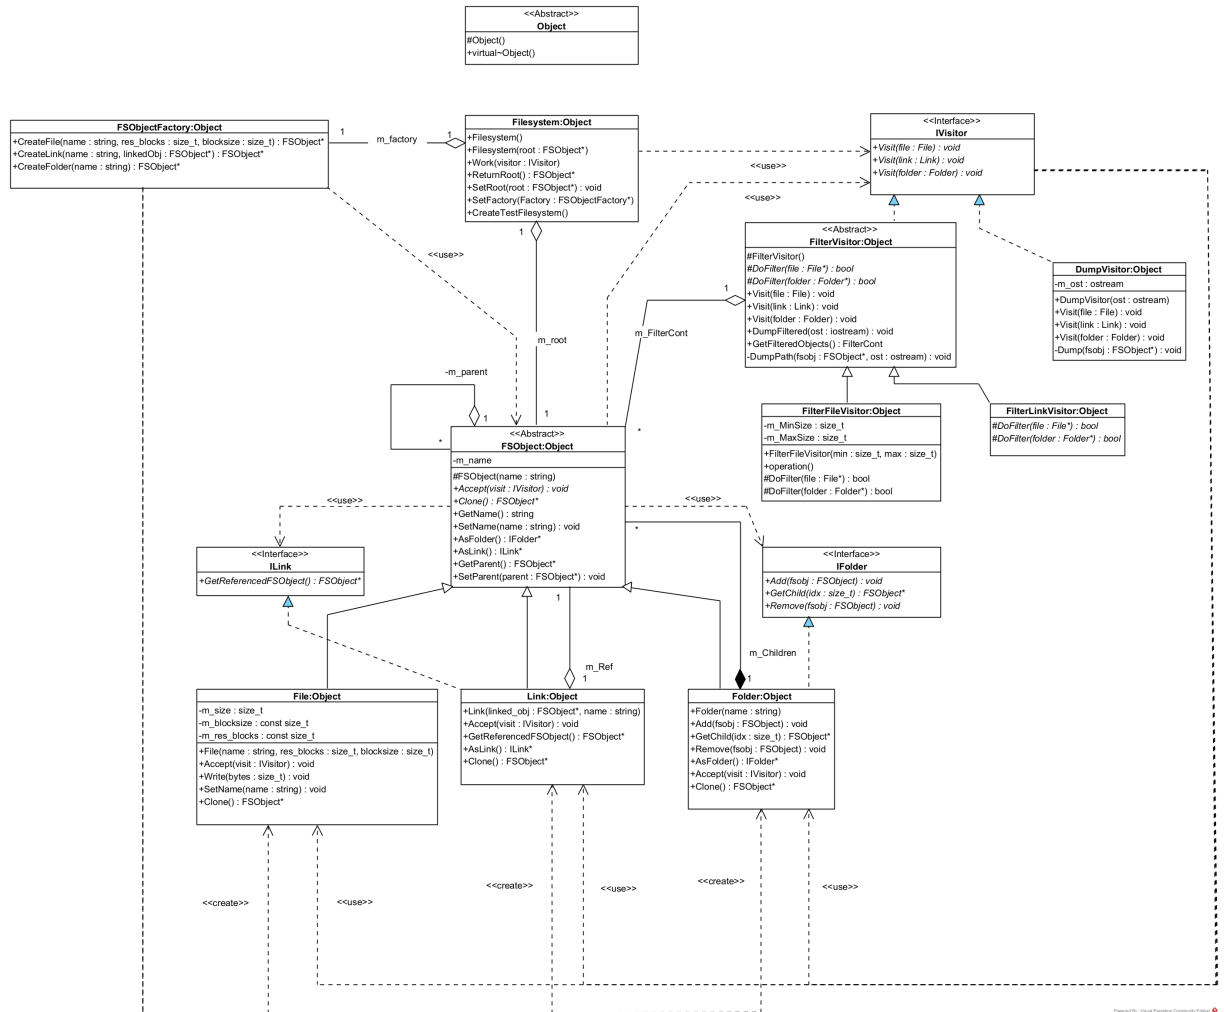 <<Abstract>>
Object
#Object()
+virtual~Object()
FSObjectFactory:Object
+CreateFile(name : string, res_blocks : size_t, blocksize : size_t) : FSObject*
+CreateLink(name : string, linkedObj : FSObject*) : FSObject*
+CreateFolder(name : string) : FSObject*
1
m_factory
1
Filesystem:Object
+Filesystem()
+Filesystem(root : FSObject*)
+Work(visitor : IVisitor)
+ReturnRoot() : FSObject*
+SetRoot(root : FSObject*) : void
+SetFactory(Factory : FSObjectFactory*)
+CreateTestFilesystem()
<<Interface>>
IVisitor
+Visit(file : File) : void
+Visit(link : Link) : void
+Visit(folder : Folder) : void
<<use>>
<<use>>
<<use>>
1
m_root
1
<<Abstract>>
FilterVisitor:Object
#FilterVisitor()
#DoFilter(file : File*) : bool
#DoFilter(folder : Folder*) : bool
+Visit(file : File) : void
+Visit(link : Link) : void
+Visit(folder : Folder) : void
+DumpFiltered(ost : iostream) : void
+GetFilteredObjects() : FilterCont
-DumpPath(fsobj : FSObject*, ost : ostream) : void
1
m_FilterCont
*
DumpVisitor:Object
-m_ost : ostream
+DumpVisitor(ost : ostream)
+Visit(file : File) : void
+Visit(link : Link) : void
+Visit(folder : Folder) : void
-Dump(fsobj : FSObject*) : void
-m_parent
1
*
FilterFileVisitor:Object
-m_MinSize : size_t
-m_MaxSize : size_t
+FilterFileVisitor(min : size_t, max : size_t)
+operation()
#DoFilter(file : File*) : bool
#DoFilter(folder : Folder*) : bool
FilterLinkVisitor:Object
#DoFilter(file : File*) : bool
#DoFilter(folder : Folder*) : bool
<<Abstract>>
FSObject:Object
-m_name
#FSObject(name : string)
+Accept(visit : IVisitor) : void
+Clone() : FSObject*
+GetName() : string
+SetName(name : string) : void
+AsFolder() : IFolder*
+AsLink() : ILink*
+GetParent() : FSObject*
+SetParent(parent : FSObject*) : void
<<use>>
<<use>>
*
<<Interface>>
ILink
+GetReferencedFSObject() : FSObject*
<<Interface>>
IFolder
+Add(fsobj : FSObject) : void
+GetChild(idx : size_t) : FSObject*
+Remove(fsobj : FSObject) : void
1
m_Ref
1
m_Children
1
File:Object
-m_size : size_t
-m_blocksize : const size_t
-m_res_blocks : const size_t
+File(name : string, res_blocks : size_t, blocksize : size_t)
+Accept(visit : IVisitor) : void
+Write(bytes : size_t) : void
+SetName(name : string) : void
+Clone() : FSObject*
Link:Object
+Link(linked_obj : FSObject*, name : string)
+Accept(visit : IVisitor) : void
+GetReferencedFSObject() : FSObject*
+AsLink() : ILink*
+Clone() : FSObject*
Folder:Object
+Folder(name : string)
+Add(fsobj : FSObject) : void
+GetChild(idx : size_t) : FSObject*
+Remove(fsobj : FSObject) : void
+AsFolder() : IFolder*
+Accept(visit : IVisitor) : void
+Clone() : FSObject*
<<create>>
<<use>>
<<create>>
<<use>>
<<create>>
<<use>>